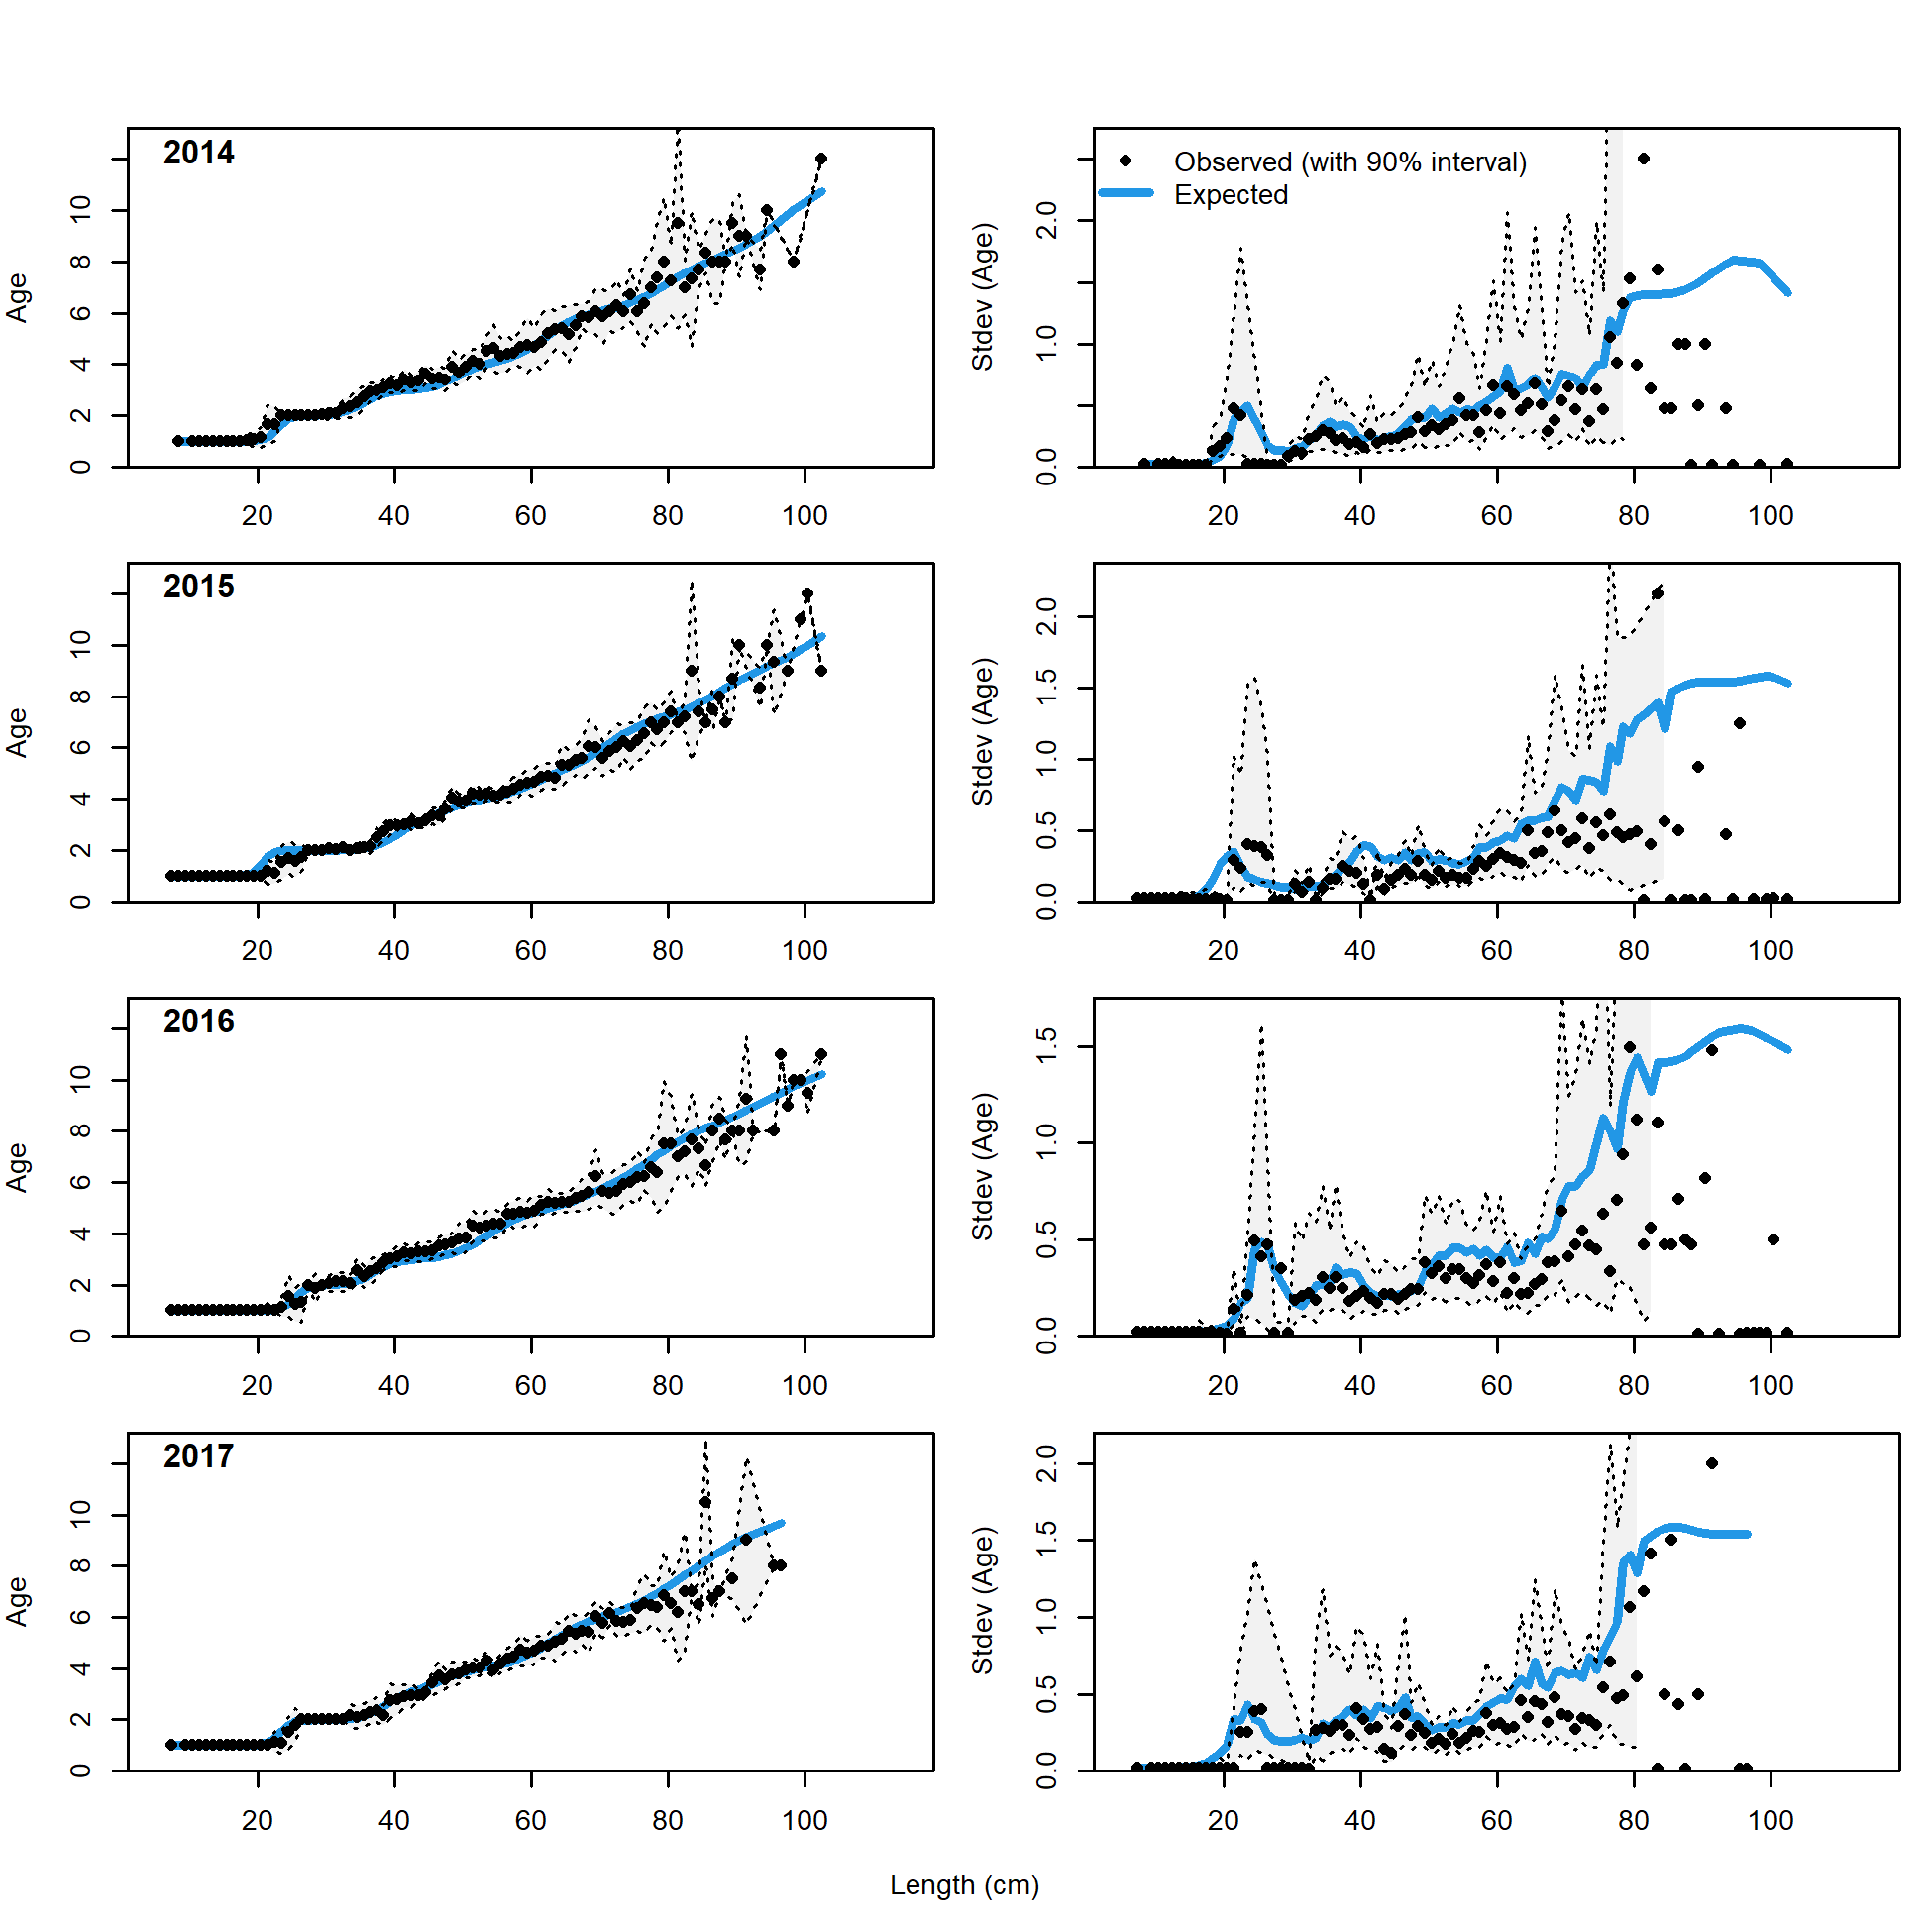 2014
Age
0 2 4 6 8 10
20 40 60 80 100
Observed (with 90% interval)
Expected
Stdev (Age)
0.0 1.0 2.0
20 40 60 80 100
2015
Age
0 2 4 6 8 10
20 40 60 80 100
Stdev (Age)
0.0 0.5 1.0 1.5 2.0
20 40 60 80 100
2016
Age
0 2 4 6 8 10
20 40 60 80 100
Stdev (Age)
0.0 0.5 1.0 1.5
20 40 60 80 100
2017
Age
0 2 4 6 8 10
20 40 60 80 100
Stdev (Age)
0.0 0.5 1.0 1.5 2.0
20 40 60 80 100
Length (cm)